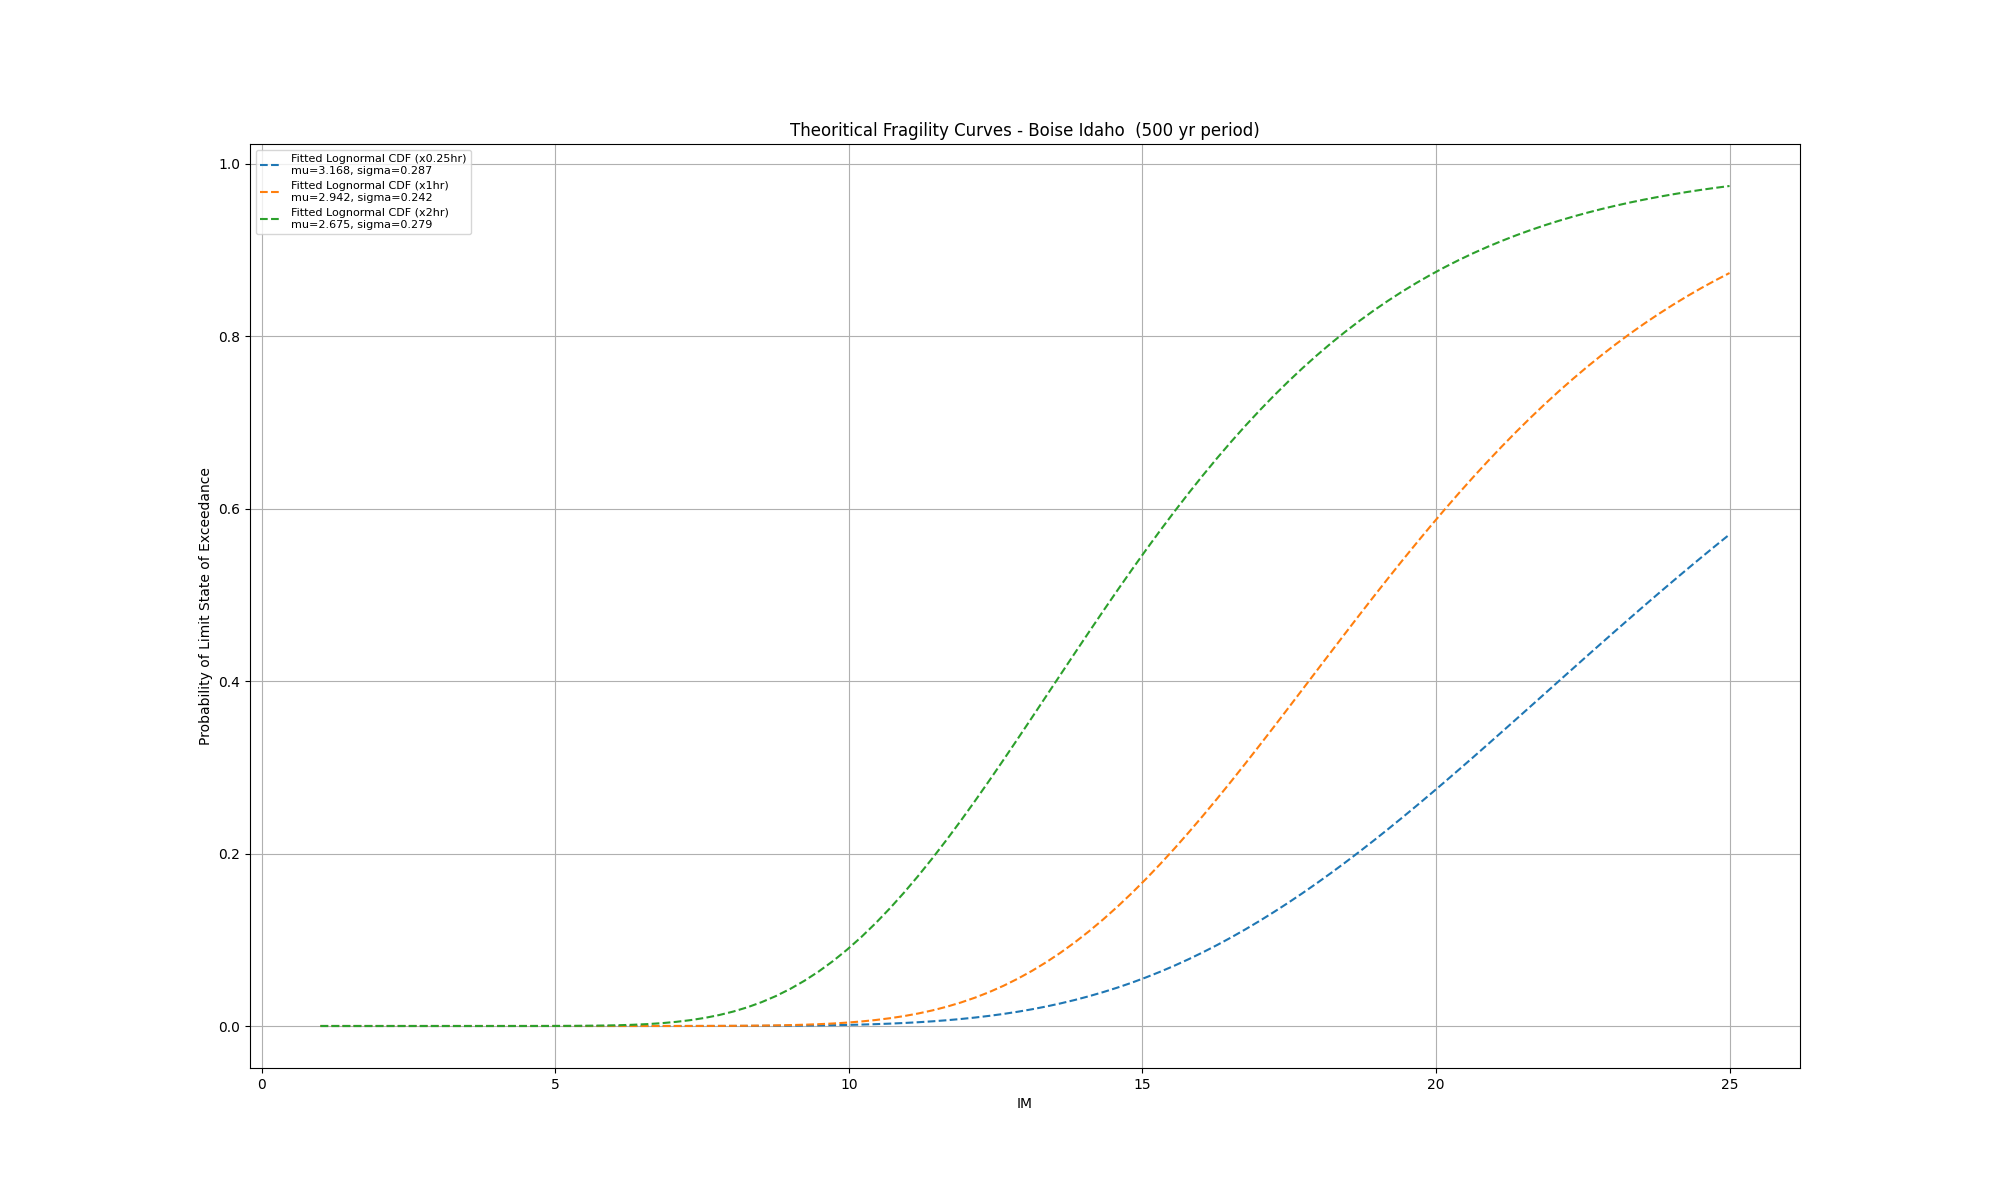 Theoritical Fragility Curves - Boise Idaho  (500 yr period)
Fitted Lognormal CDF (x0.25hr)
mu=3.168, sigma=0.287
Fitted Lognormal CDF (x1hr)
mu=2.942, sigma=0.242
Fitted Lognormal CDF (x2hr)
mu=2.675, sigma=0.279
Probability of Limit State of Exceedance
1.0
0.8
0.6
0.4
0.2
0.0
0 5 10 15 20 25
IM